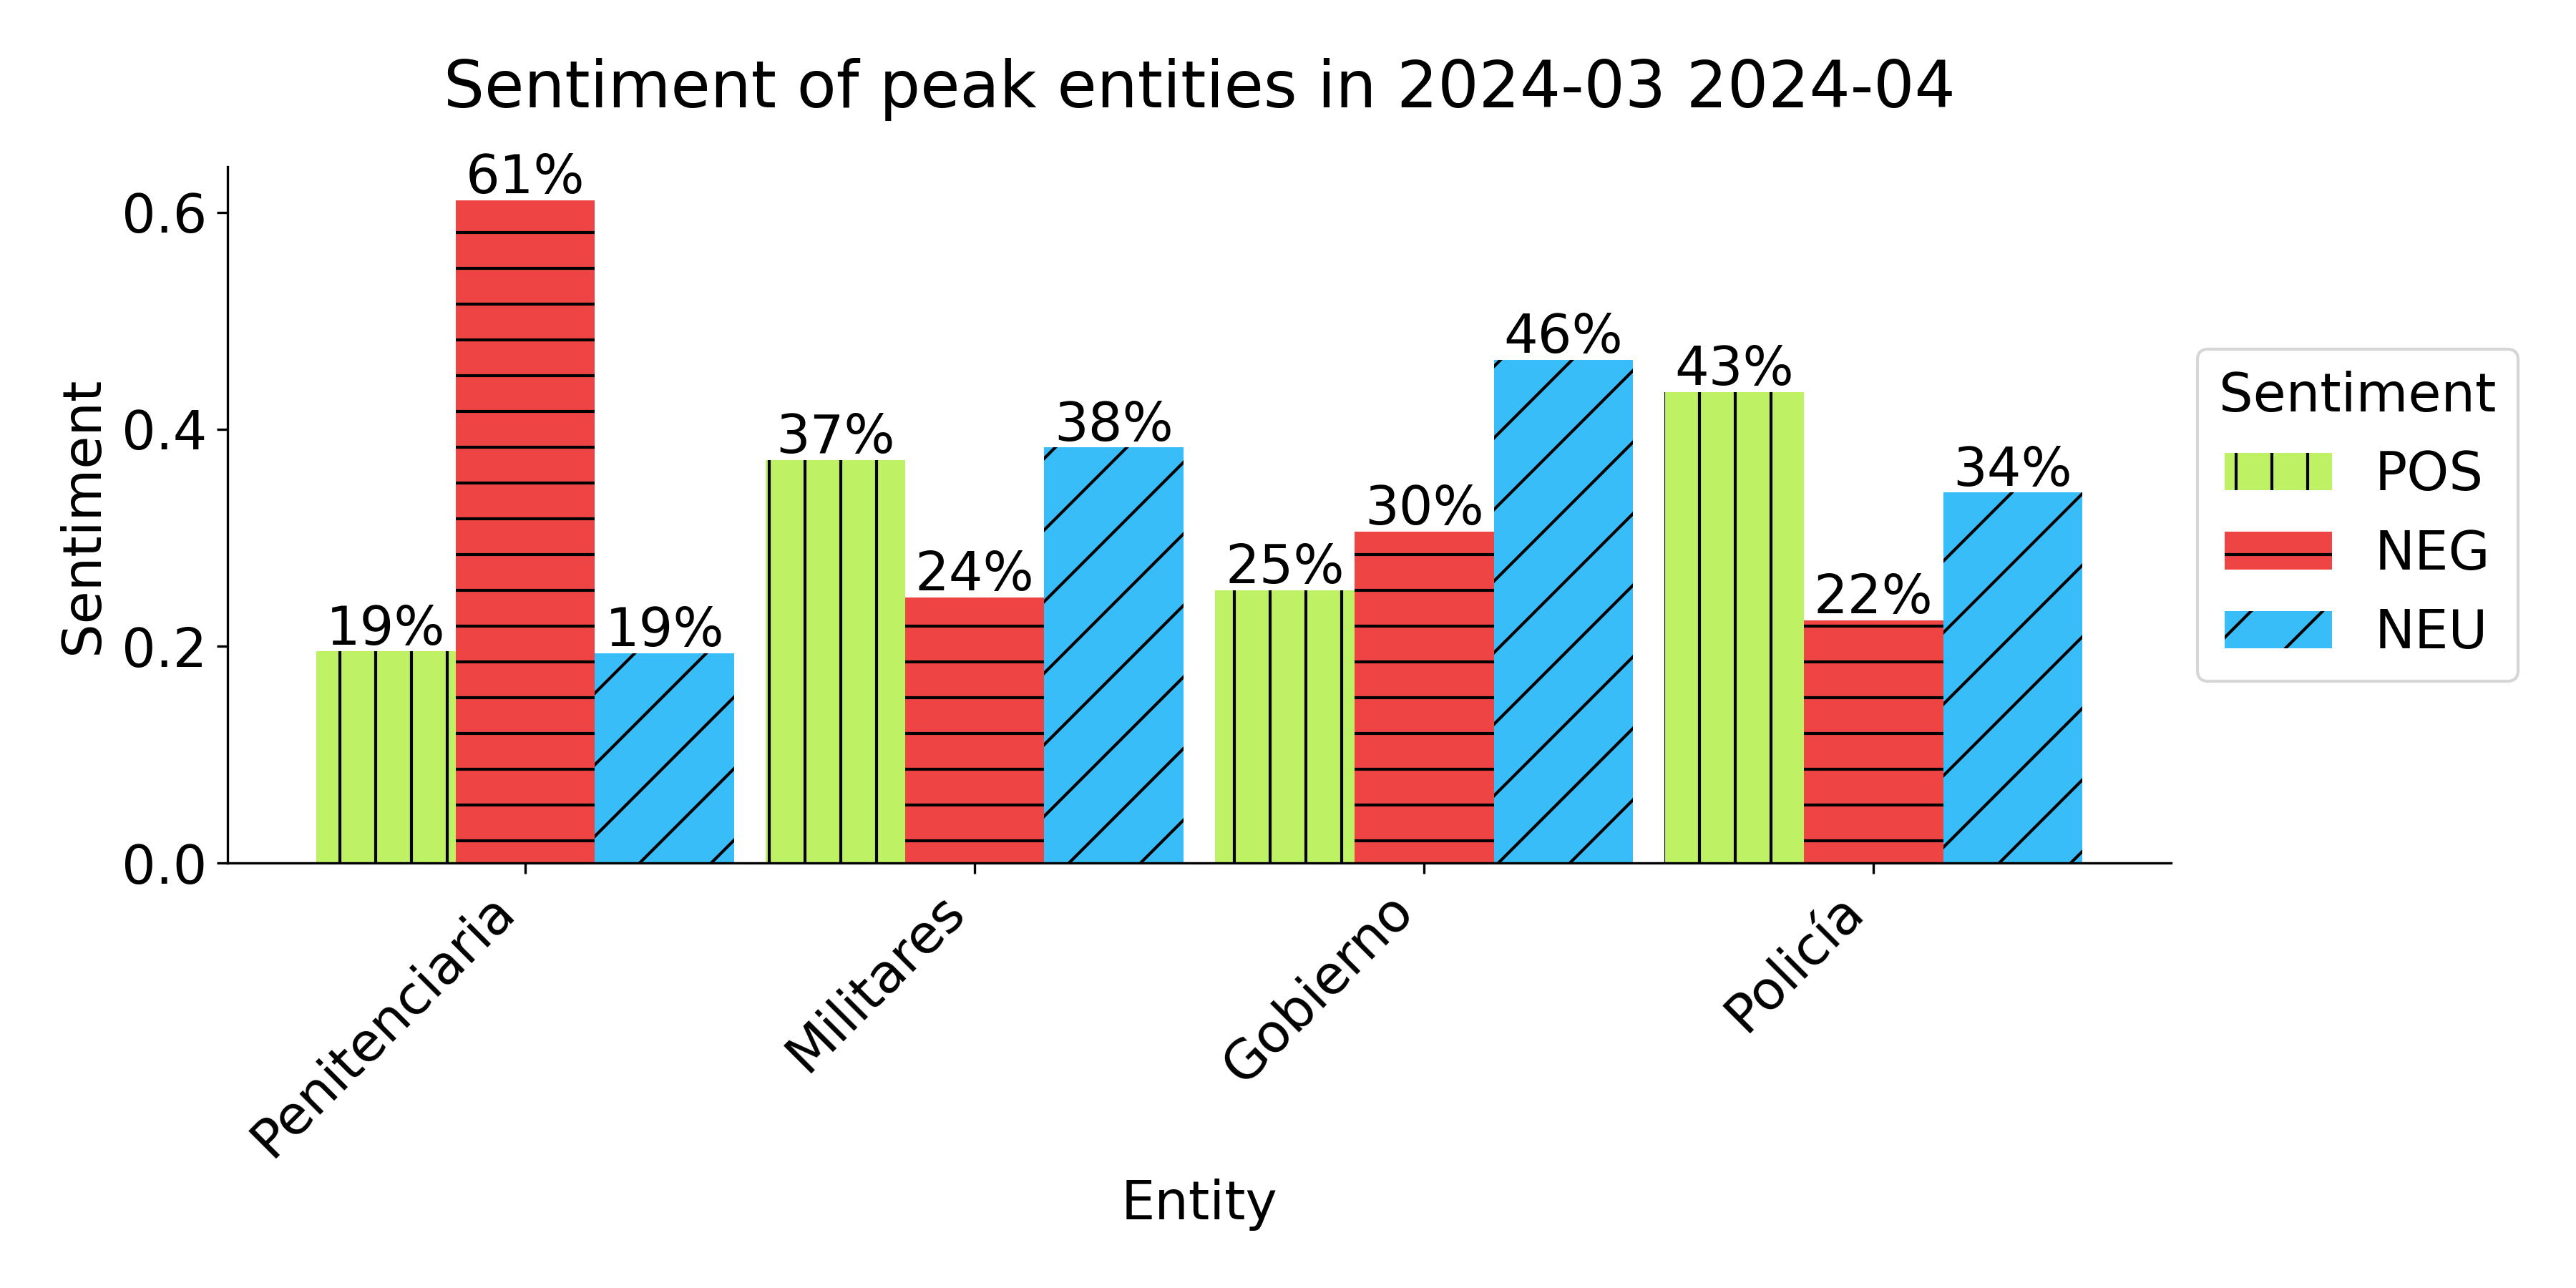 Sentiment of peak entities in 2024-03 2024-04
Sentiment
0.6
0.4
0.2
0.0
19%
61%
19%
37%
24%
38%
25%
30%
46%
43%
22%
34%
Penitenciaria
Militares
Gobierno
Policía
Entity
Sentiment
POS
NEG
NEU